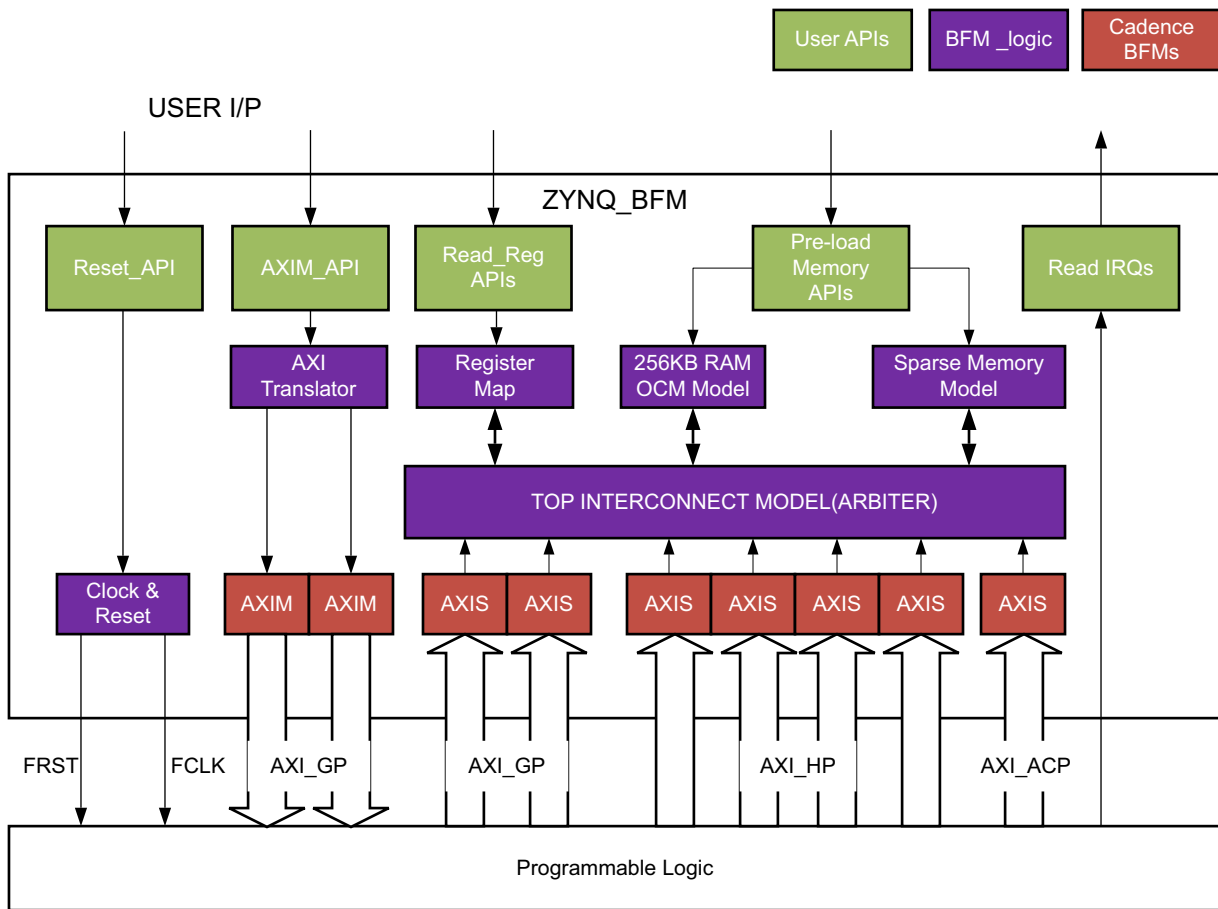 User APIs
BFM _logic
Cadence
BFMs
USER I/P
ZYNQ_BFM
Reset_API
AXIM_API
Read_Reg
APIs
Pre-load
Memory
APIs
Read IRQs
AXI
Translator
Register
Map
256KB RAM
OCM Model
Sparse Memory
Model
TOP INTERCONNECT MODEL(ARBITER)
Clock &
Reset
AXIM
AXIM
AXIS
AXIS
AXIS
AXIS
AXIS
AXIS
AXIS
FRST
FCLK
AXI_GP
AXI_GP
AXI_HP
AXI_ACP
Programmable Logic